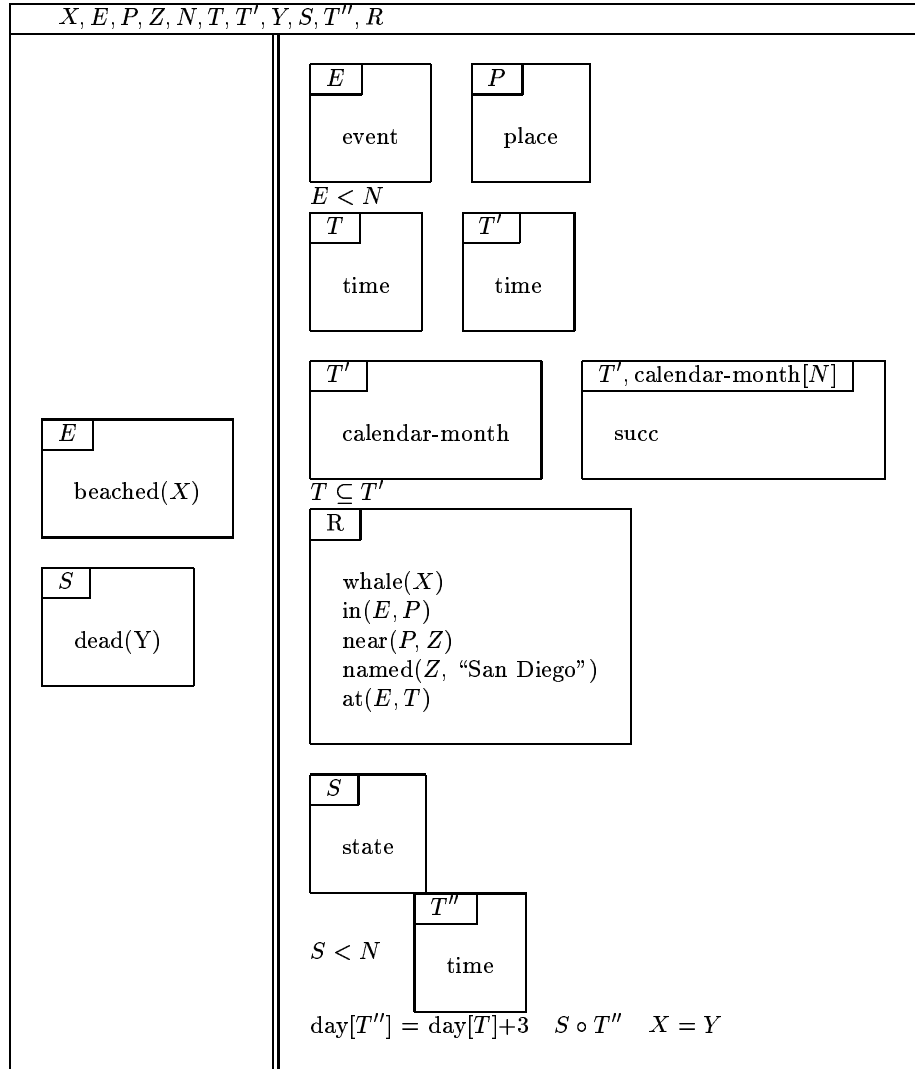 X, E, P, Z, N, T, T′, Y, S, T″, R
E
beached(X)
S
dead(Y)
E P
event place
E < N
T T′
time time
T′ T′, calendar-month[N]
calendar-month succ
T ⊆ T′
R
whale(X)
in(E, P)
near(P, Z)
named(Z, “San Diego”)
at(E, T)
S
state
T″
S < N time
day[T″] = day[T]+3 S ∘ T″ X = Y